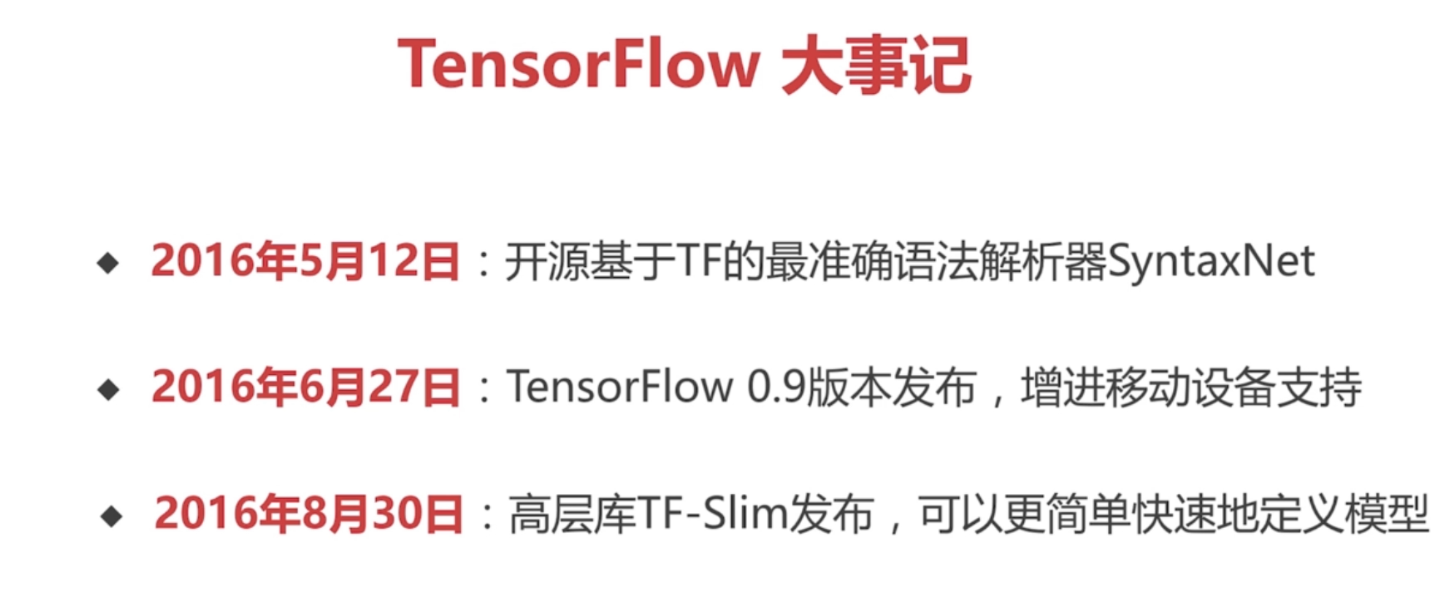 TensorFlow 大事记
◆ 2016年5月12日：开源基于TF的最准确语法解析器SyntaxNet
◆ 2016年6月27日：TensorFlow 0.9版本发布，增进移动设备支持
◆ 2016年8月30日：高层库TF-Slim发布，可以更简单快速地定义模型